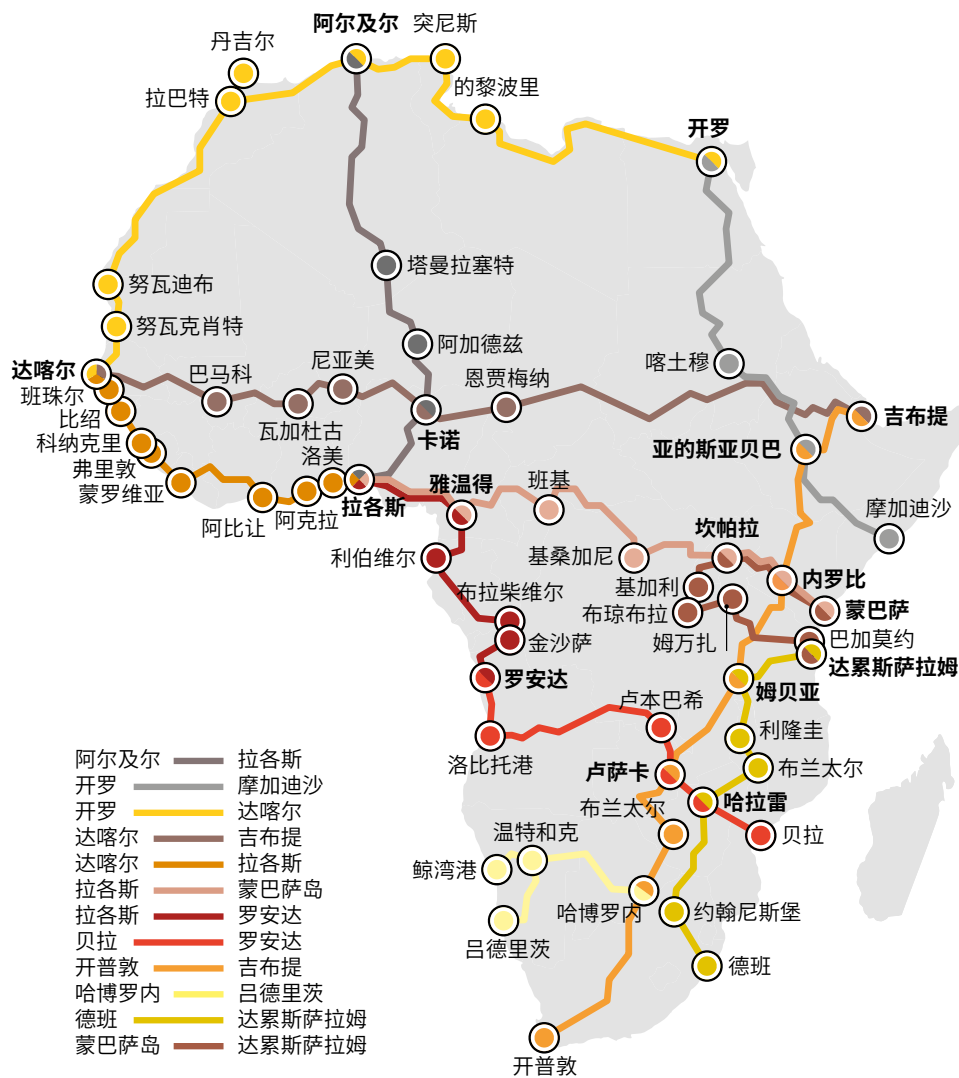 阿尔及尔
突尼斯
丹吉尔
拉巴特
的黎波里
开罗
塔曼拉塞特
努瓦迪布
努瓦克肖特
阿加德兹
喀土穆
达喀尔
巴马科
尼亚美
恩贾梅纳
班珠尔
比绍
瓦加杜古
卡诺
吉布提
科纳克里
弗里敦
洛美
亚的斯亚贝巴
蒙罗维亚
阿比让
阿克拉
拉各斯
雅温得
班基
摩加迪沙
利伯维尔
基桑加尼
坎帕拉
内罗比
基加利
布拉柴维尔
布琼布拉
蒙巴萨
金沙萨
姆万扎
巴加莫约
达累斯萨拉姆
罗安达
姆贝亚
卢本巴希
利隆圭
洛比托港
卢萨卡
布兰太尔
哈拉雷
布兰太尔
贝拉
温特和克
鲸湾港
哈博罗内
约翰尼斯堡
吕德里茨
德班
开普敦
阿尔及尔 拉各斯
开罗 摩加迪沙
开罗 达喀尔
达喀尔 吉布提
达喀尔 拉各斯
拉各斯 蒙巴萨岛
拉各斯 罗安达
贝拉 罗安达
开普敦 吉布提
哈博罗内 吕德里茨
德班 达累斯萨拉姆
蒙巴萨岛 达累斯萨拉姆